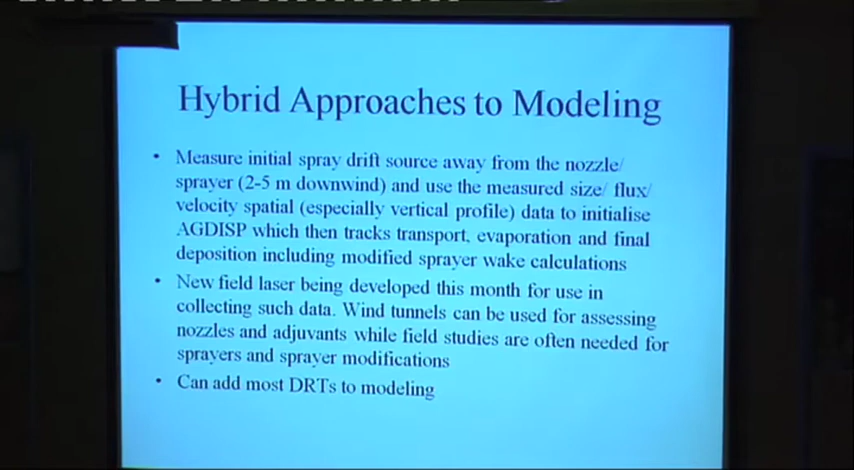 Hybrid Approaches to Modeling
• Measure initial spray drift source away from the nozzle/
sprayer (2-5 m downwind) and use the measured size/ flux/
velocity spatial (especially vertical profile) data to initialise
AGDISP which then tracks transport, evaporation and final
deposition including modified sprayer wake calculations
• New field laser being developed this month for use in
collecting such data. Wind tunnels can be used for assessing
nozzles and adjuvants while field studies are often needed for
sprayers and sprayer modifications
• Can add most DRTs to modeling